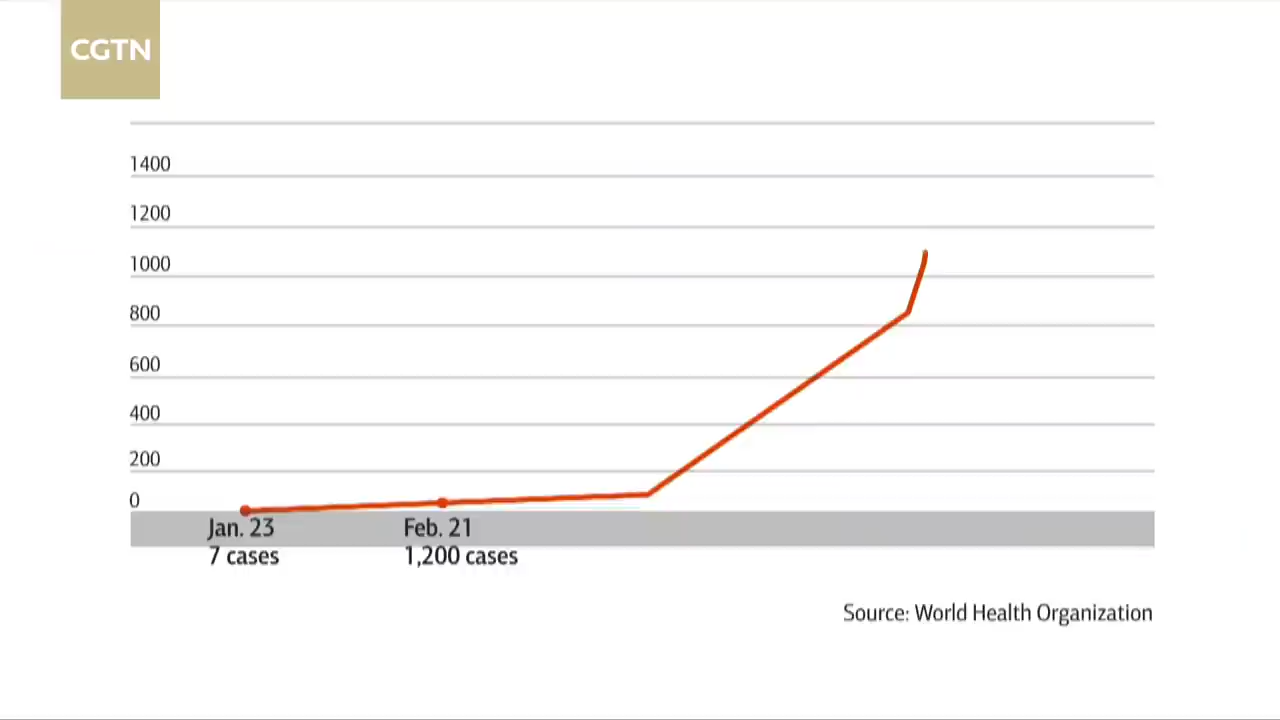 CGTN
1400
1200
1000
800
600
400
200
0
Jan. 23
7 cases
Feb. 21
1,200 cases
Source: World Health Organization